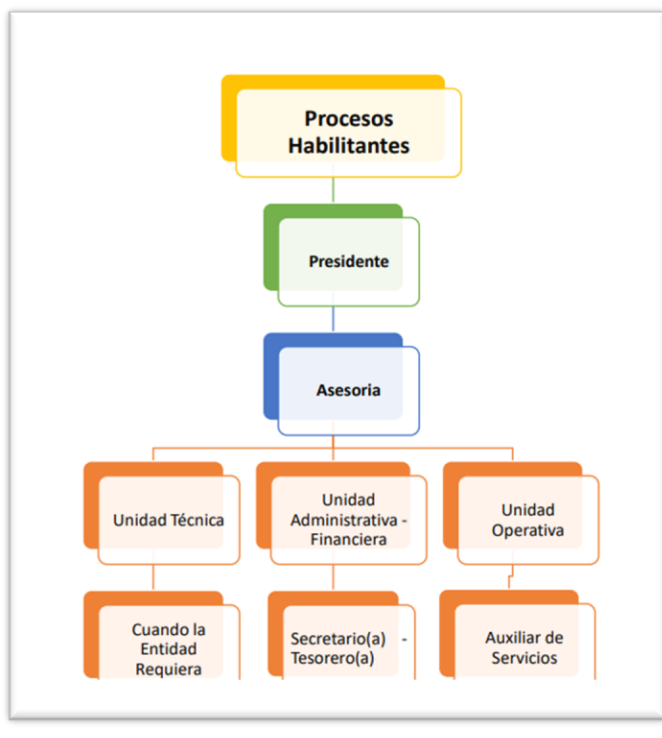 Procesos
Habilitantes
Presidente
Asesoria
Unidad Técnica
Unidad
Administrativa -
Financiera
Unidad
Operativa
Cuando la
Entidad
Requiera
Secretario(a) -
Tesorero(a)
Auxiliar de
Servicios